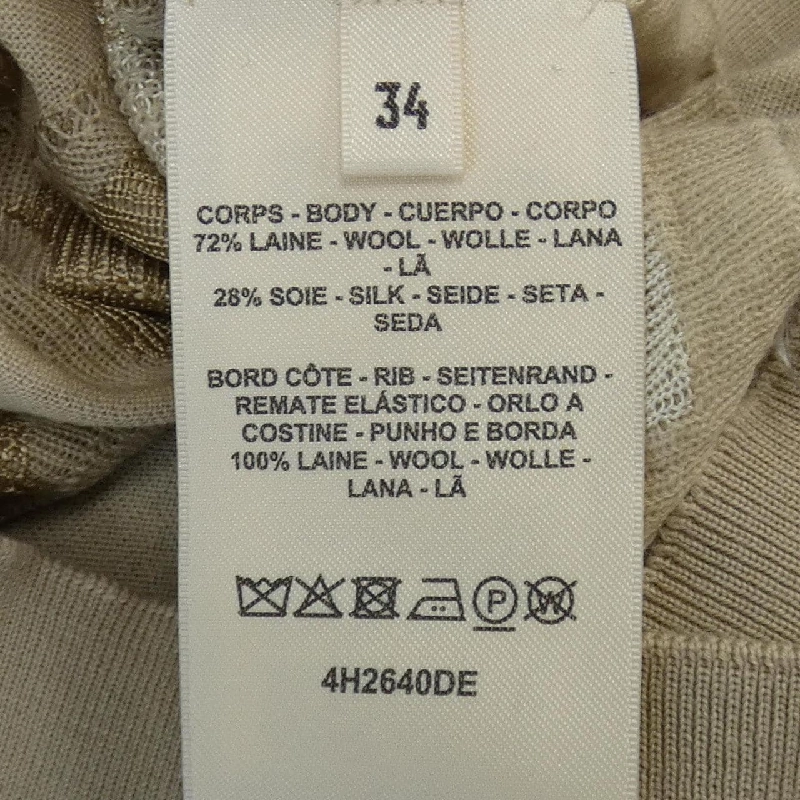 34
CORPS - BODY - CUERPO - CORPO
72% LAINE - WOOL - WOLLE - LANA
- LÃ
28% SOIE - SILK - SEIDE - SETA -
SEDA
BORD CÔTE - RIB - SEITENRAND -
REMATE ELÁSTICO - ORLO A
COSTINE - PUNHO E BORDA
100% LAINE - WOOL - WOLLE -
LANA - LÃ
P W
4H2640DE